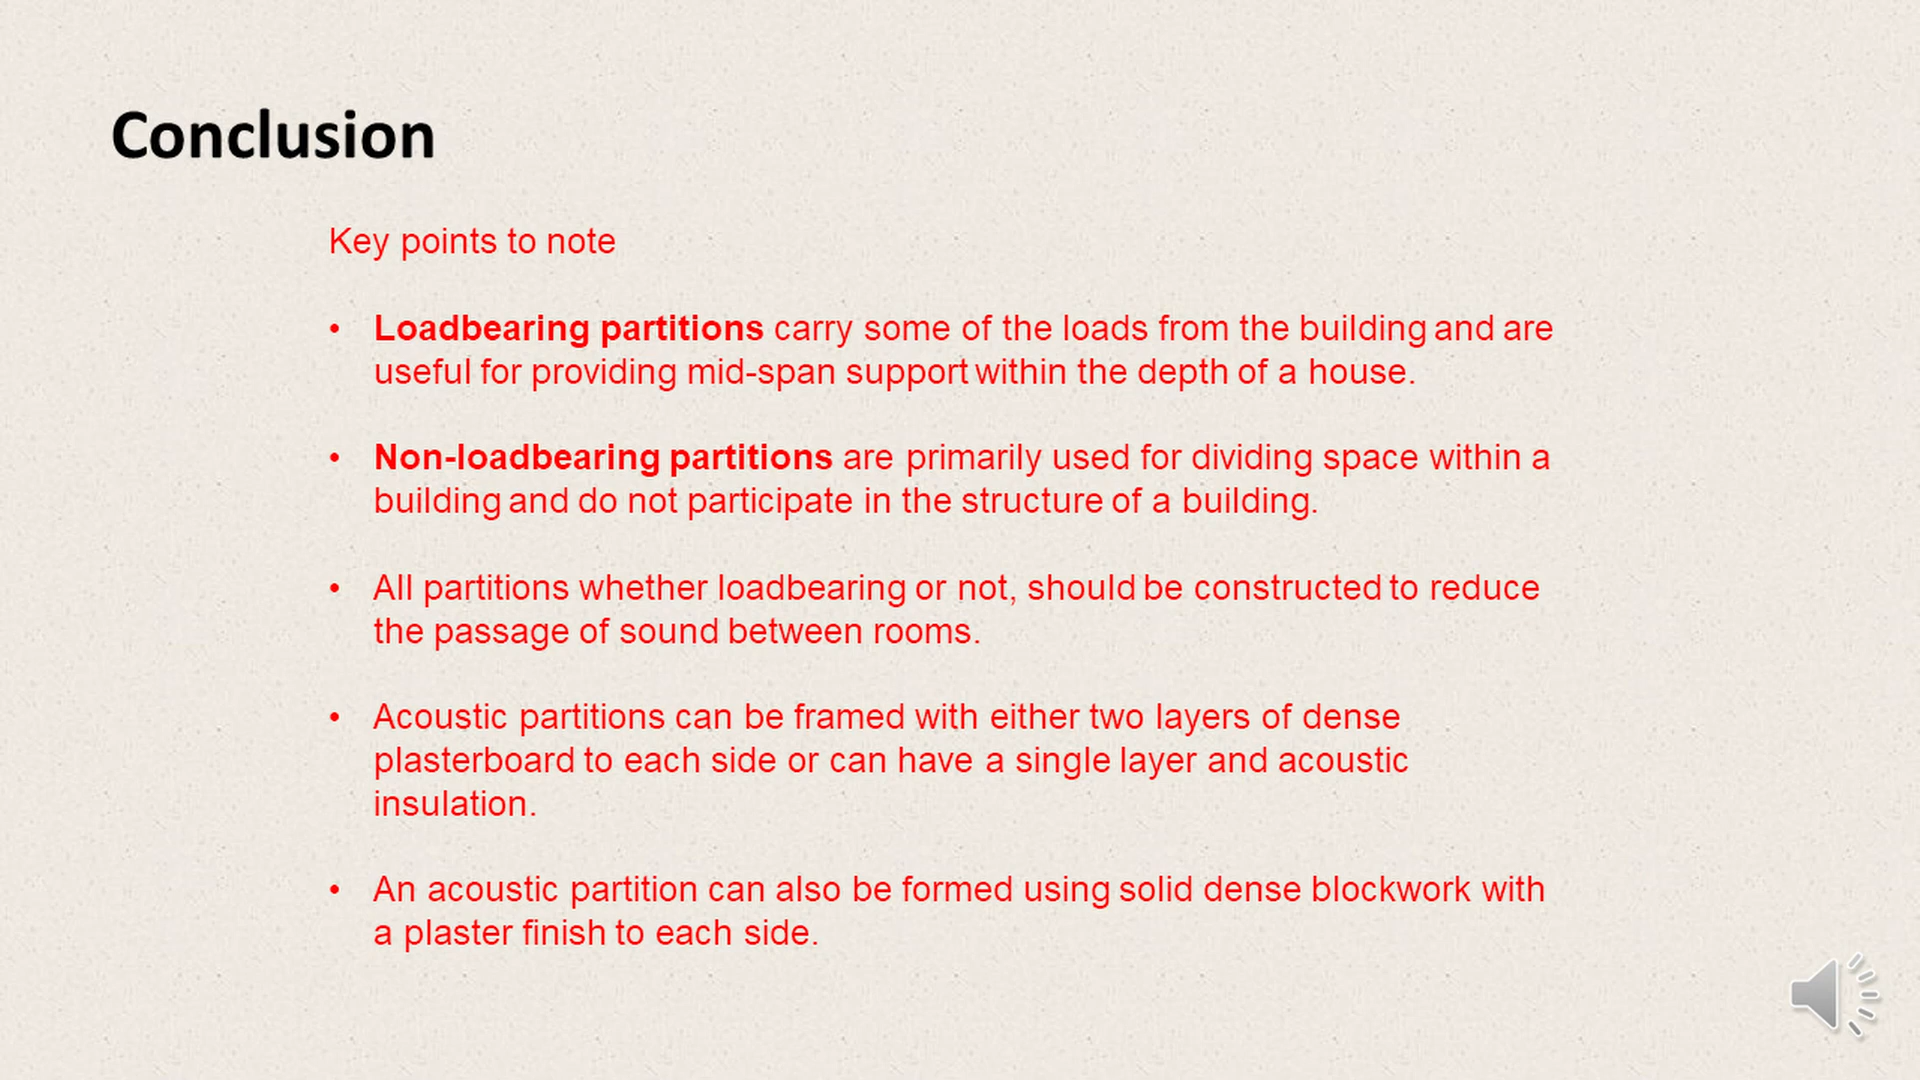 Conclusion
Key points to note
• Loadbearing partitions carry some of the loads from the building and are
useful for providing mid-span support within the depth of a house.
• Non-loadbearing partitions are primarily used for dividing space within a
building and do not participate in the structure of a building.
• All partitions whether loadbearing or not, should be constructed to reduce
the passage of sound between rooms.
• Acoustic partitions can be framed with either two layers of dense
plasterboard to each side or can have a single layer and acoustic
insulation.
• An acoustic partition can also be formed using solid dense blockwork with
a plaster finish to each side.